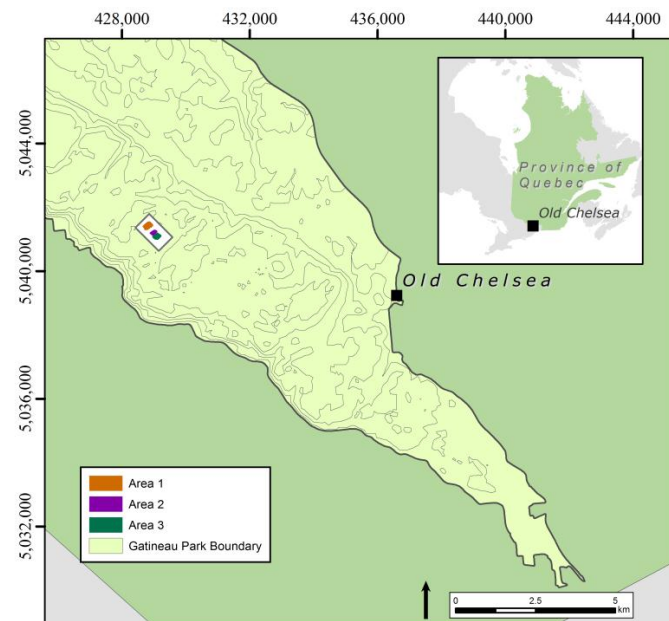 428,000
432,000
436,000
440,000
444,000
5,044,000
5,040,000
5,036,000
5,032,000
Province of
Quebec
Old Chelsea
Old Chelsea
Area 1
Area 2
Area 3
Gatineau Park Boundary
0
2.5
5
km